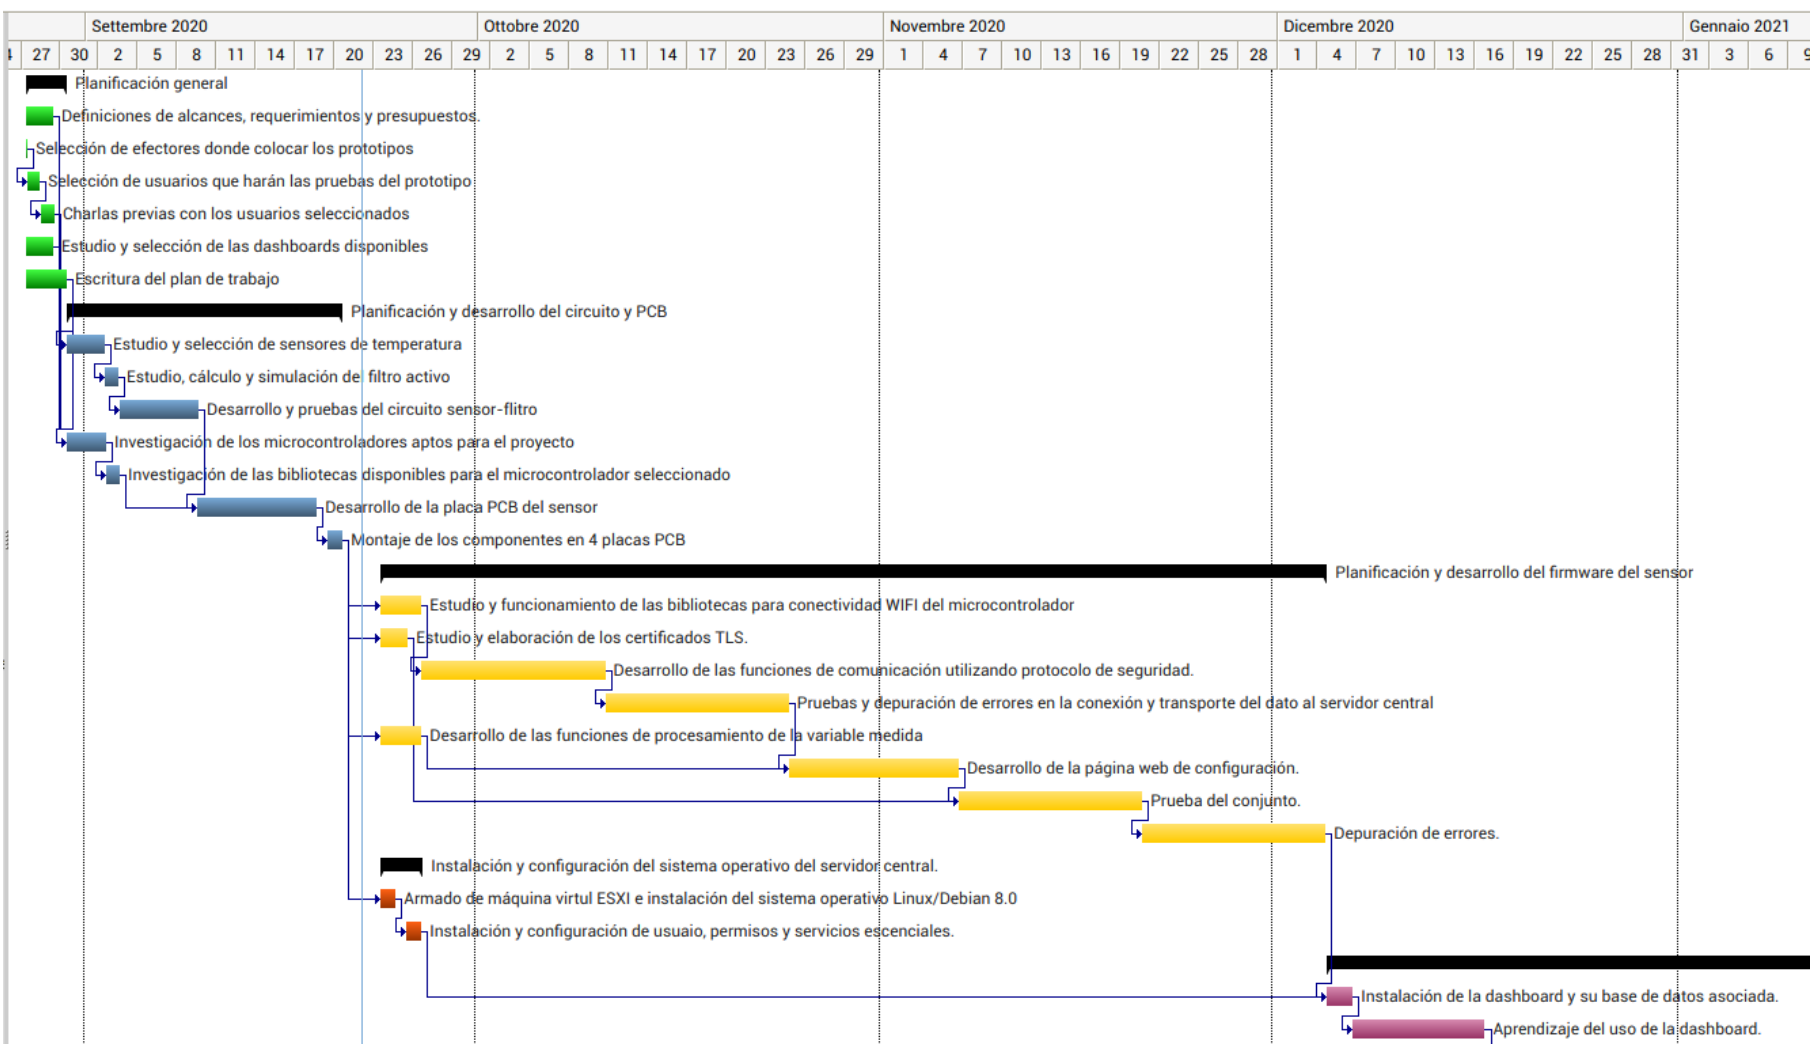 Settembre 2020 Ottobre 2020 Novembre 2020 Dicembre 2020 Gennaio 2021
4 27 30 2 5 8 11 14 17 20 23 26 29 2 5 8 11 14 17 20 23 26 29 1 4 7 10 13 16 19 22 25 28 1 4 7 10 13 16 19 22 25 28 31 3 6 9
Planificación general
Definiciones de alcances, requerimientos y presupuestos.
Selección de efectores donde colocar los prototipos
Selección de usuarios que harán las pruebas del prototipo
Charlas previas con los usuarios seleccionados
Estudio y selección de las dashboards disponibles
Escritura del plan de trabajo
Planificación y desarrollo del circuito y PCB
Estudio y selección de sensores de temperatura
Estudio, cálculo y simulación del filtro activo
Desarrollo y pruebas del circuito sensor-flitro
Investigación de los microcontroladores aptos para el proyecto
Investigación de las bibliotecas disponibles para el microcontrolador seleccionado
Desarrollo de la placa PCB del sensor
Montaje de los componentes en 4 placas PCB
Planificación y desarrollo del firmware del sensor
Estudio y funcionamiento de las bibliotecas para conectividad WIFI del microcontrolador
Estudio y elaboración de los certificados TLS.
Desarrollo de las funciones de comunicación utilizando protocolo de seguridad.
Pruebas y depuración de errores en la conexión y transporte del dato al servidor central
Desarrollo de las funciones de procesamiento de la variable medida
Desarrollo de la página web de configuración.
Prueba del conjunto.
Depuración de errores.
Instalación y configuración del sistema operativo del servidor central.
Armado de máquina virtul ESXI e instalación del sistema operativo Linux/Debian 8.0
Instalación y configuración de usuaio, permisos y servicios escenciales.
Instalación de la dashboard y su base de datos asociada.
Aprendizaje del uso de la dashboard.